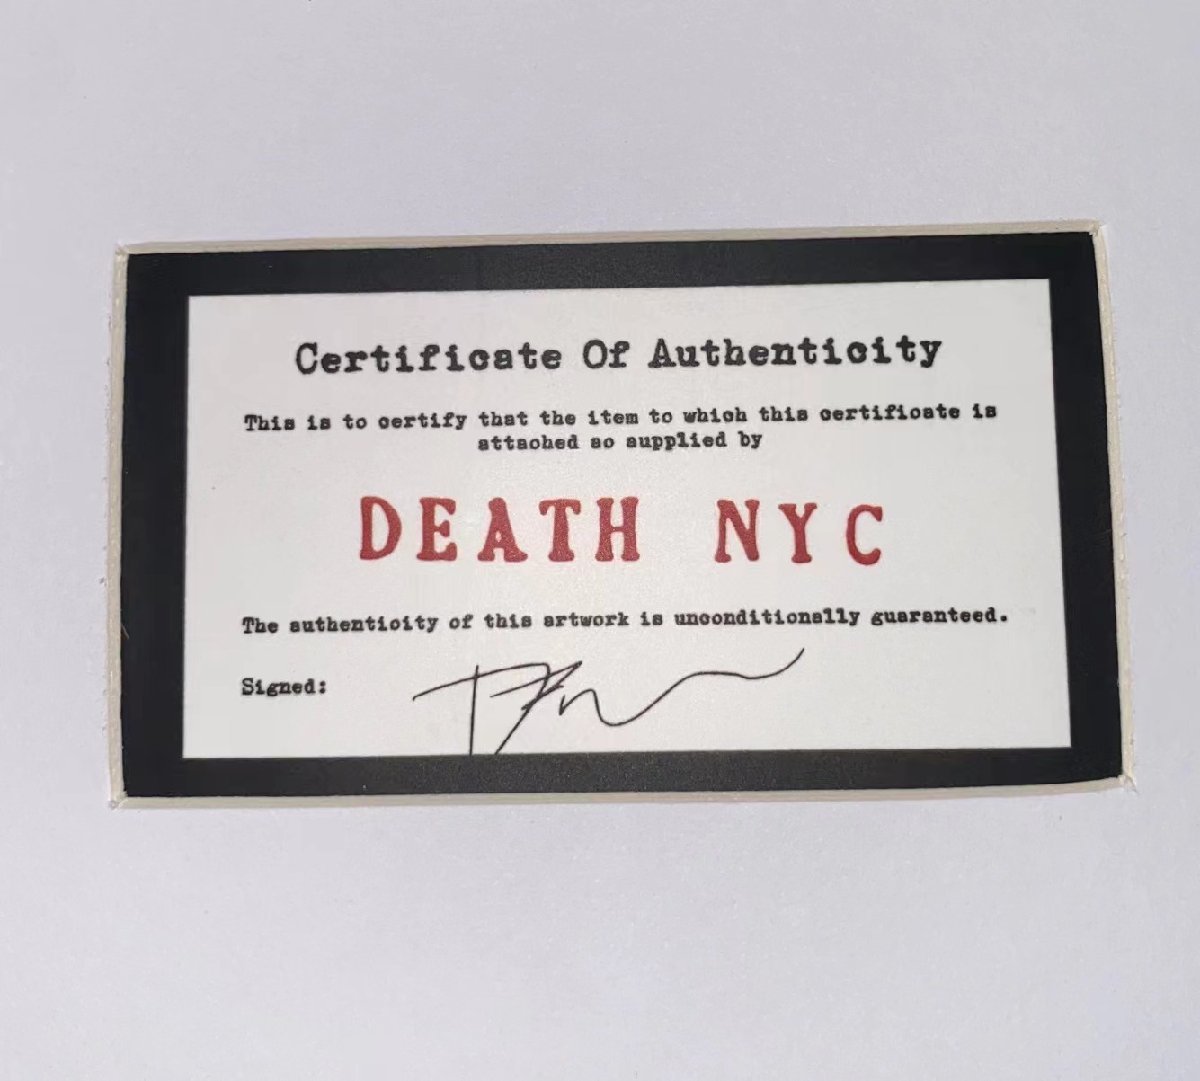 Certificate Of Authenticity
This is to certify that the item to which this certificate is
attached so supplied by
DEATH NYC
The authenticity of this artwork is unconditionally guaranteed.
Signed: